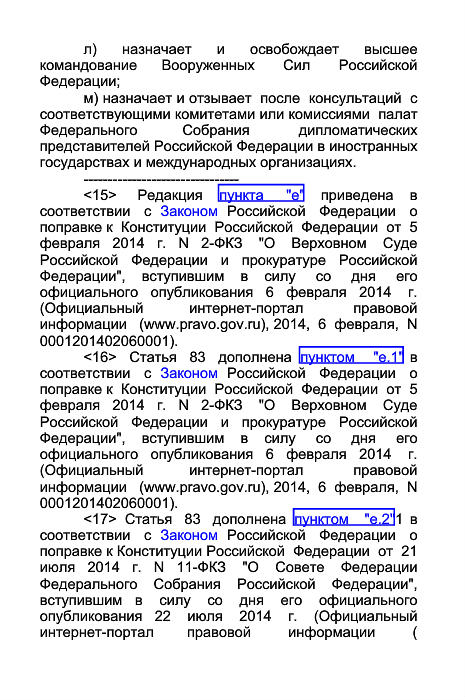 л) назначает и освобождает высшее
командование Вооруженных Сил Российской
Федерации;
м) назначает и отзывает после консультаций с
соответствующими комитетами или комиссиями палат
Федерального Собрания дипломатических
представителей Российской Федерации в иностранных
государствах и международных организациях.
--------------------------------
<15> Редакция пункта "е" приведена в
соответствии с Законом Российской Федерации о
поправке к Конституции Российской Федерации от 5
февраля 2014 г. N 2-ФКЗ "О Верховном Суде
Российской Федерации и прокуратуре Российской
Федерации", вступившим в силу со дня его
официального опубликования 6 февраля 2014 г.
(Официальный интернет-портал правовой
информации (www.pravo.gov.ru), 2014, 6 февраля, N
0001201402060001).
<16> Статья 83 дополнена пунктом "е.1" в
соответствии с Законом Российской Федерации о
поправке к Конституции Российской Федерации от 5
февраля 2014 г. N 2-ФКЗ "О Верховном Суде
Российской Федерации и прокуратуре Российской
Федерации", вступившим в силу со дня его
официального опубликования 6 февраля 2014 г.
(Официальный интернет-портал правовой
информации (www.pravo.gov.ru), 2014, 6 февраля, N
0001201402060001).
<17> Статья 83 дополнена пунктом "е.2"1 в
соответствии с Законом Российской Федерации о
поправке к Конституции Российской Федерации от 21
июля 2014 г. N 11-ФКЗ "О Совете Федерации
Федерального Собрания Российской Федерации",
вступившим в силу со дня его официального
опубликования 22 июля 2014 г. (Официальный
интернет-портал правовой информации (